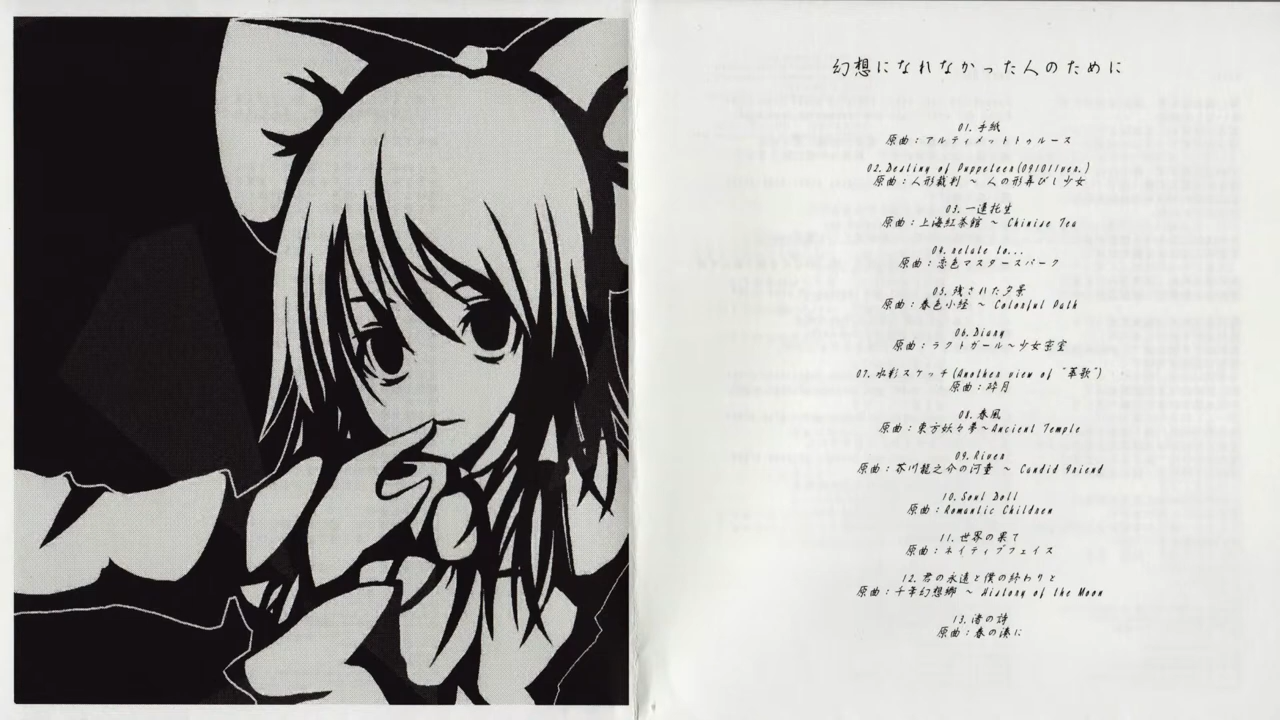 幻想になれなかった人のために
01. 手紙
原曲：アルティメットトゥルース
02. Destiny of Puppeteer(091011ver.)
原曲：人形裁判 ～ 人の形弄びし少女
03. 一蓮托生
原曲：上海紅茶館 ～ Chinise Tea
04. relate to...
原曲：恋色マスタースパーク
05. 残された夕景
原曲：春色小径 ～ Colorful Path
06. Diary
原曲：ラクトガール～少女密室
07. 水彩スケッチ(Another view of "華歌")
原曲：砕月
08. 春風
原曲：東方妖々夢～Ancient Temple
09. River
原曲：芥川龍之介の河童 ～ Candid Friend
10. Soul Doll
原曲：Romantic Children
11. 世界の果て
原曲：ネイティブフェイス
12. 君の永遠と僕の終わりと
原曲：千年幻想郷 ～ History of the Moon
13. 渚の詩
原曲：春の湊に